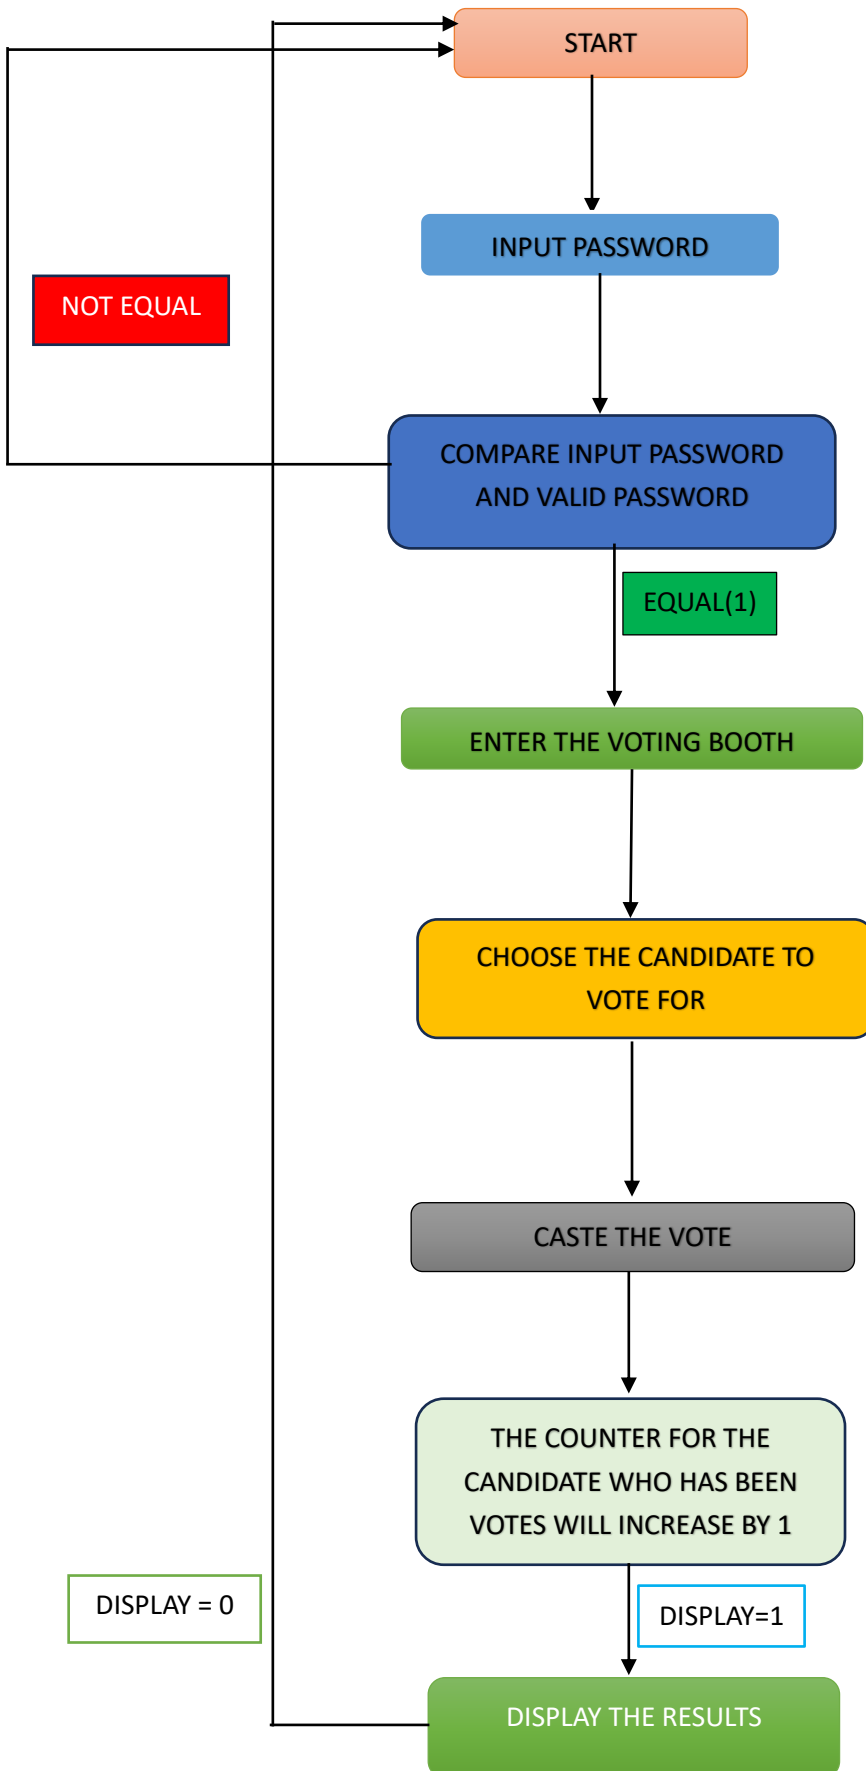 START
INPUT PASSWORD
NOT EQUAL
COMPARE INPUT PASSWORD
AND VALID PASSWORD
EQUAL(1)
ENTER THE VOTING BOOTH
CHOOSE THE CANDIDATE TO
VOTE FOR
CASTE THE VOTE
THE COUNTER FOR THE
CANDIDATE WHO HAS BEEN
VOTES WILL INCREASE BY 1
DISPLAY = 0
DISPLAY=1
DISPLAY THE RESULTS